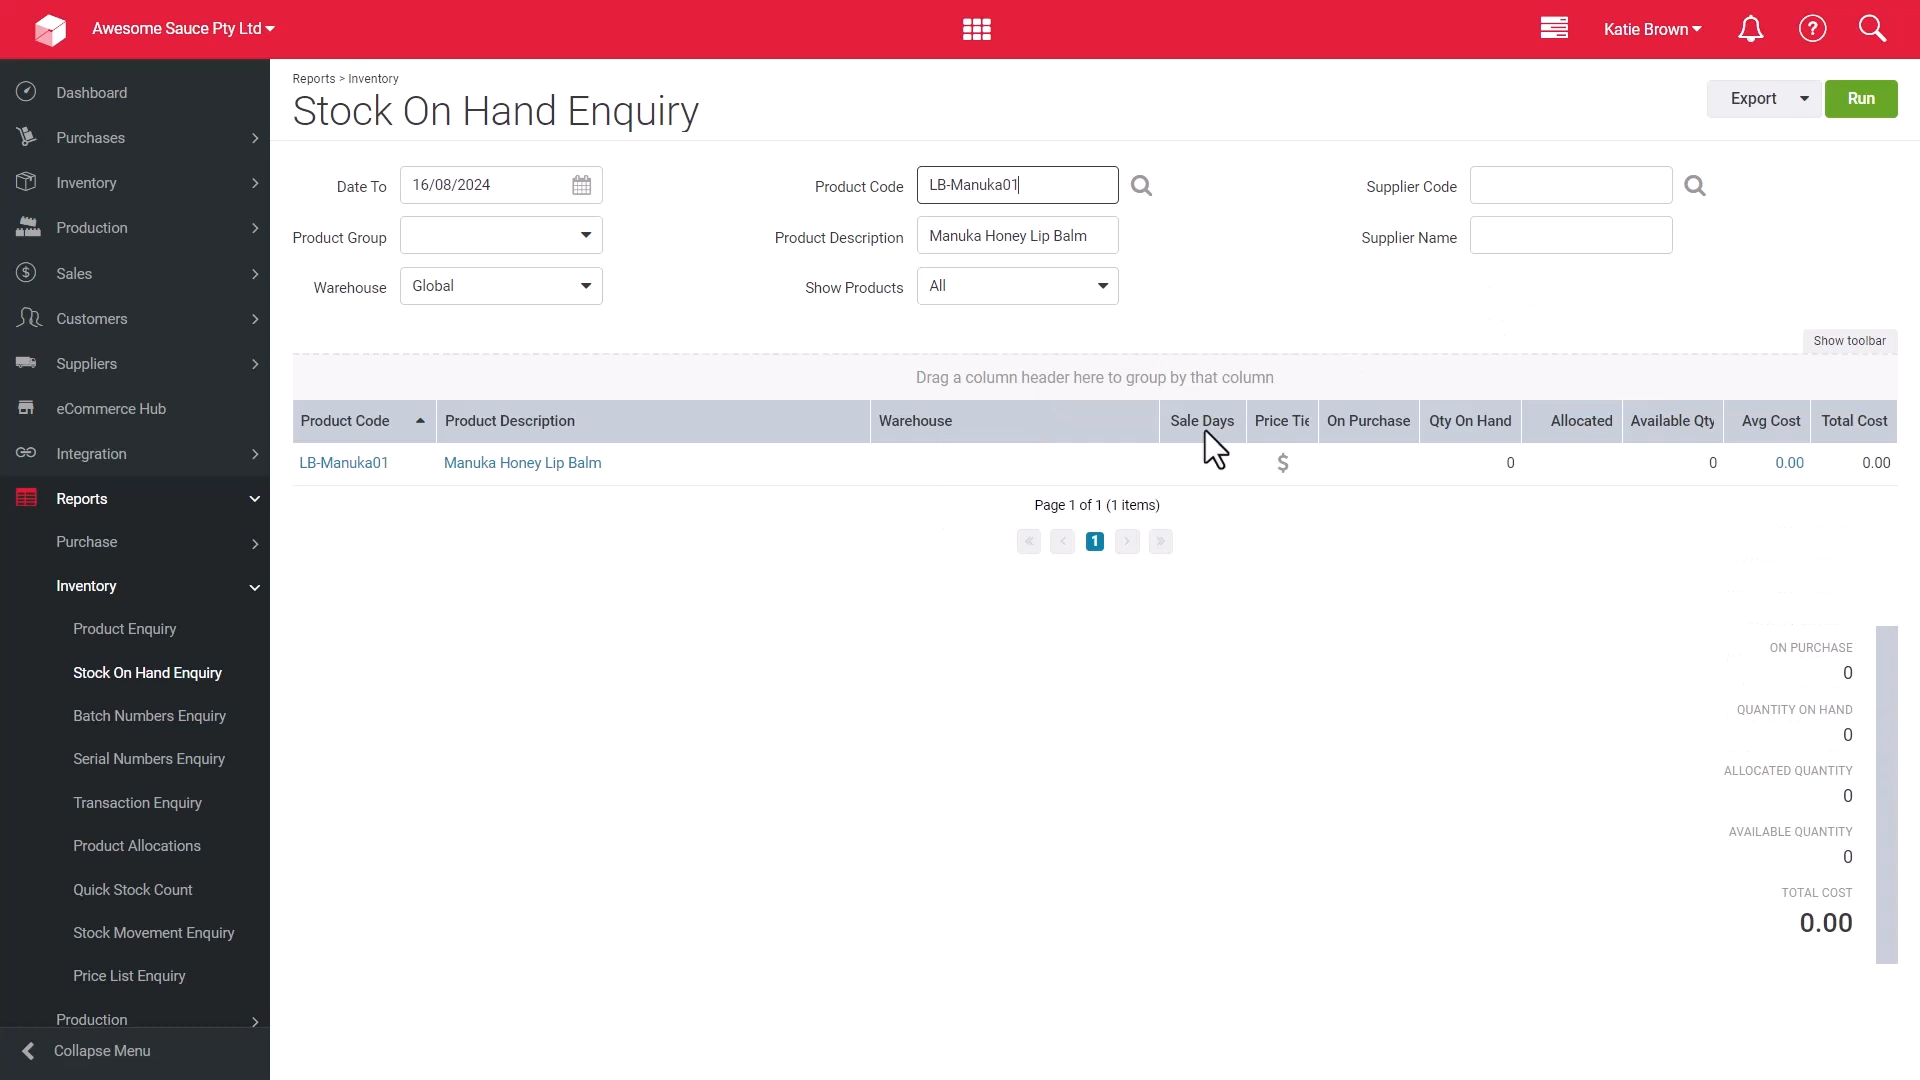 Awesome Sauce Pty Ltd
Katie Brown
?
Dashboard
Purchases
Inventory
Production
Sales
Customers
Suppliers
eCommerce Hub
Integration
Reports
Purchase
Inventory
Product Enquiry
Stock On Hand Enquiry
Batch Numbers Enquiry
Serial Numbers Enquiry
Transaction Enquiry
Product Allocations
Quick Stock Count
Stock Movement Enquiry
Price List Enquiry
Production
Collapse Menu
Reports > Inventory
Stock On Hand Enquiry
Export
Run
Date To 16/08/2024
Product Code LB-Manuka01
Supplier Code
Product Group
Product Description Manuka Honey Lip Balm
Supplier Name
Warehouse Global
Show Products All
Show toolbar
Drag a column header here to group by that column
Product Code Product Description Warehouse Sale Days Price Tie On Purchase Qty On Hand Allocated Available Qty Avg Cost Total Cost
LB-Manuka01 Manuka Honey Lip Balm $ 0 0 0.00 0.00
Page 1 of 1 (1 items)
« < 1 > »
ON PURCHASE
0
QUANTITY ON HAND
0
ALLOCATED QUANTITY
0
AVAILABLE QUANTITY
0
TOTAL COST
0.00